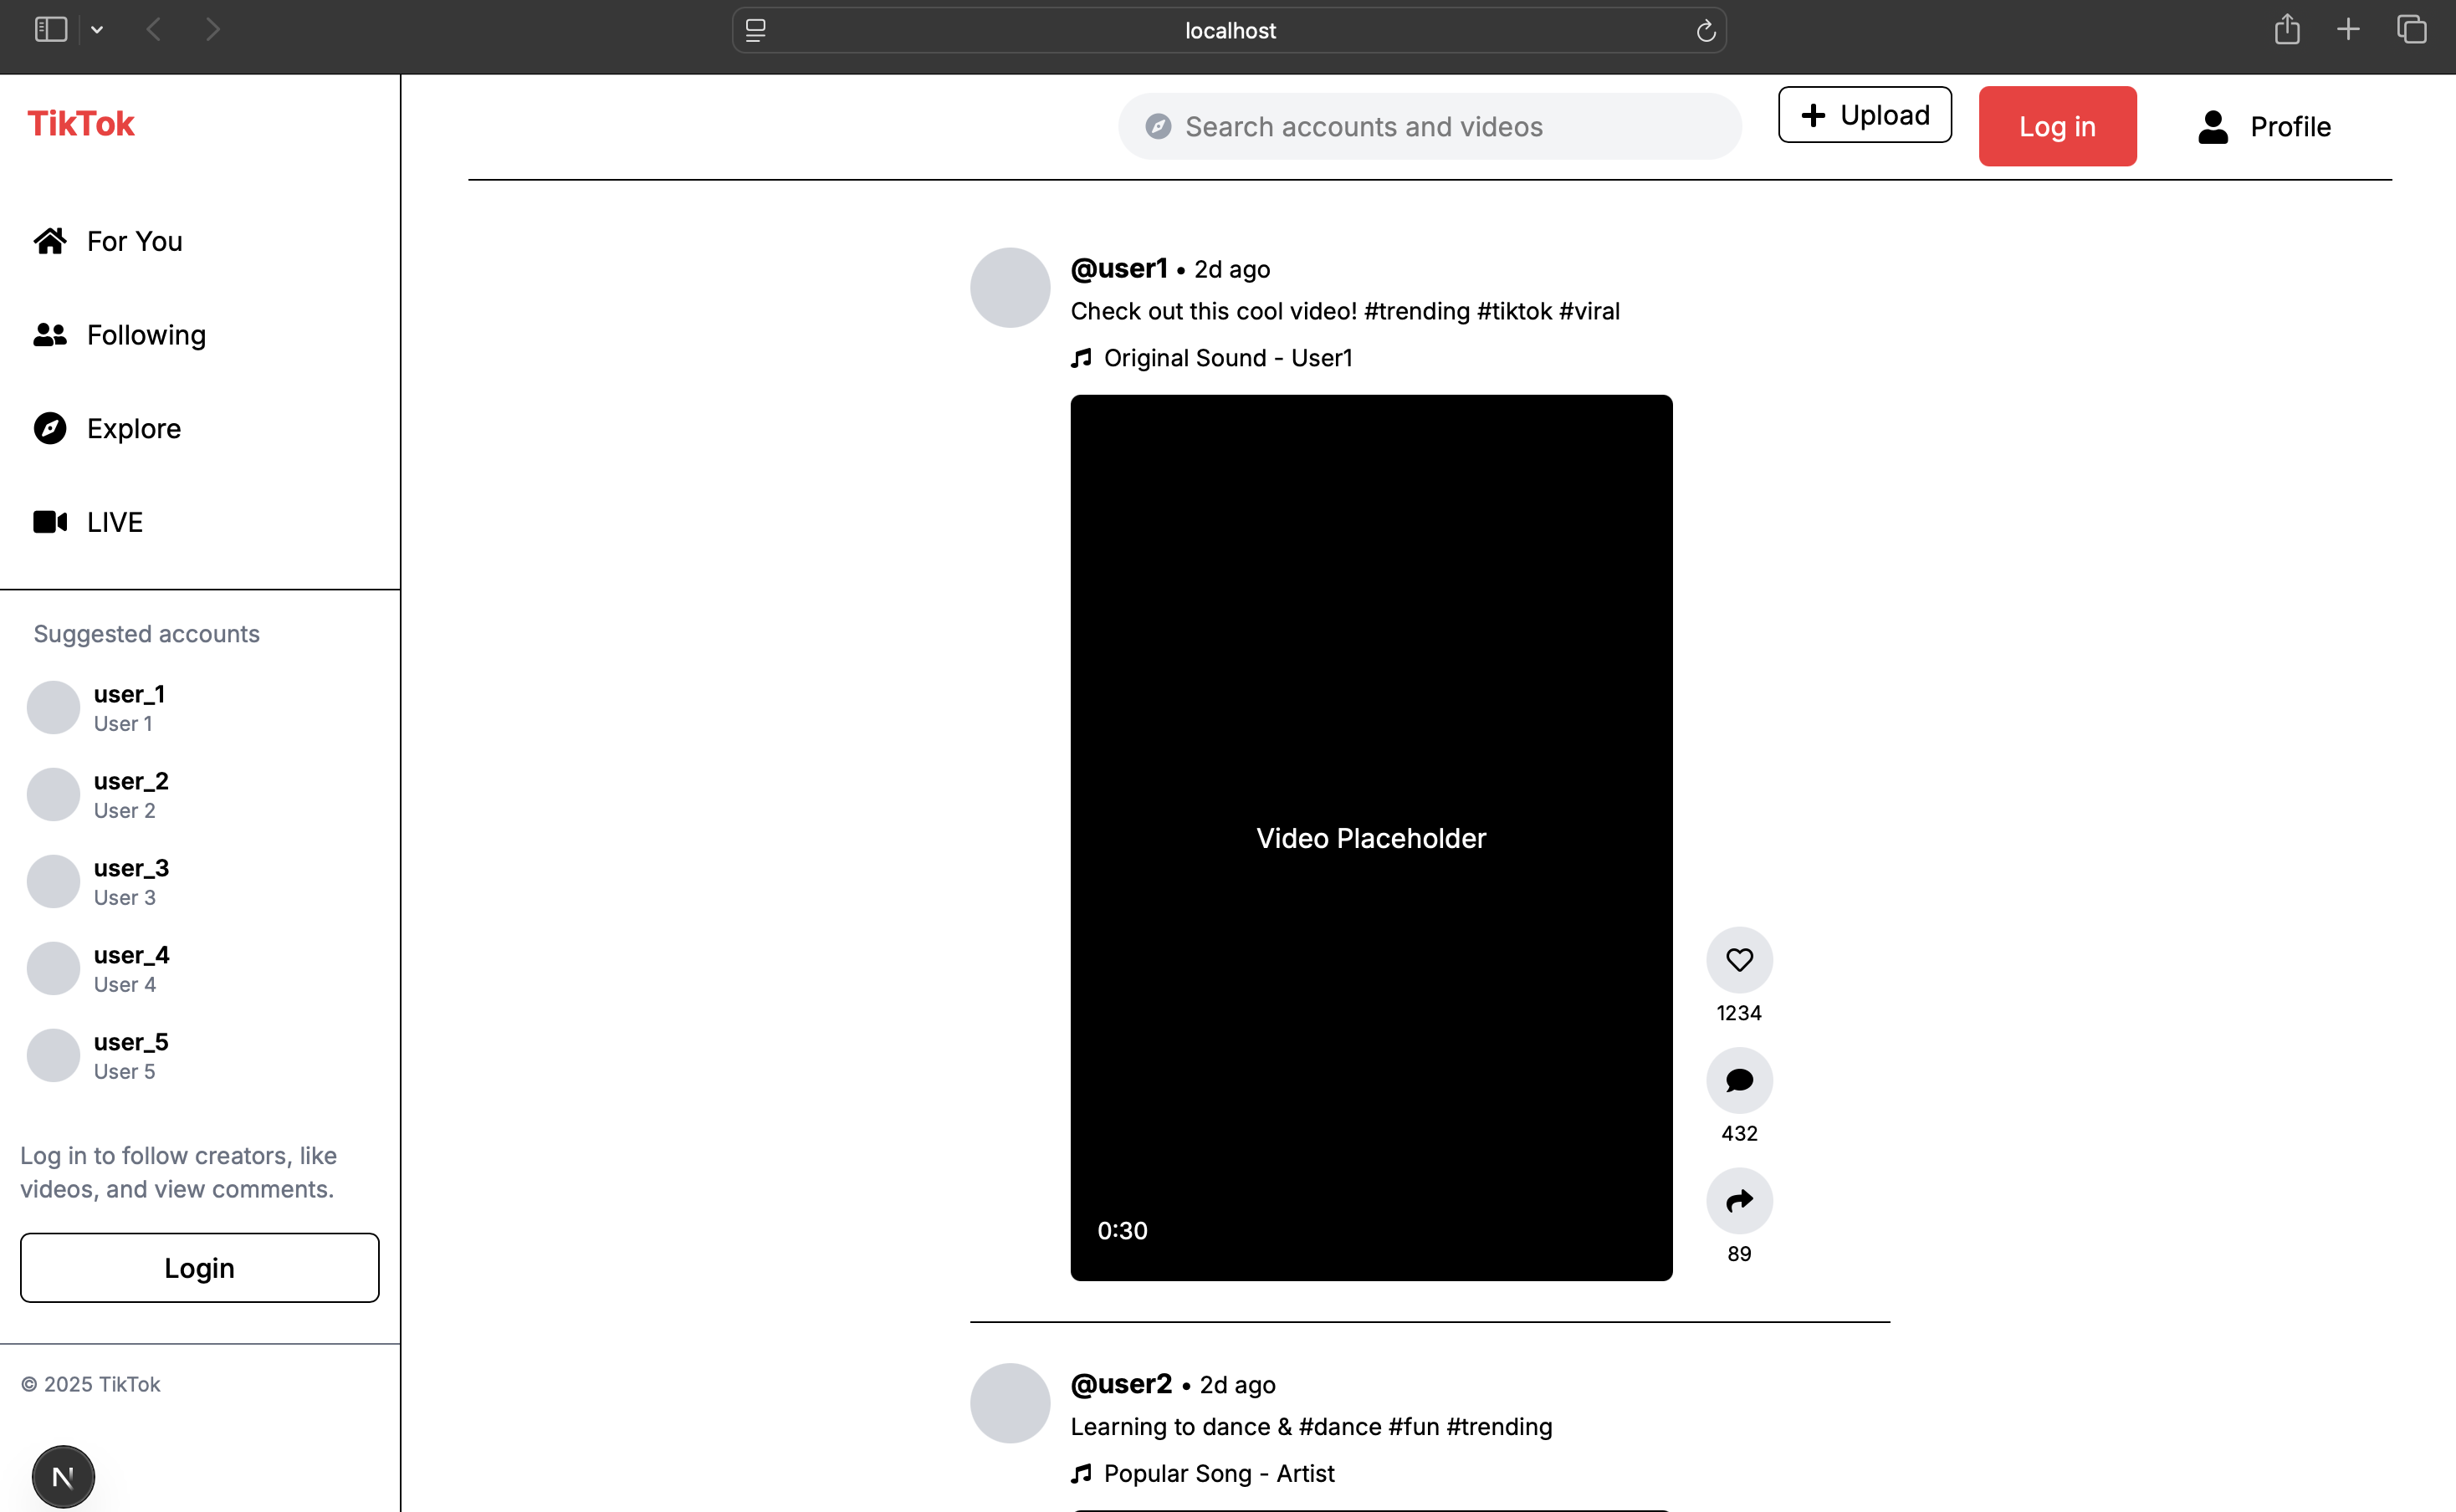 localhost
TikTok
Search accounts and videos
Upload
Log in
Profile
For You
Following
Explore
LIVE
Suggested accounts
user_1
User 1
user_2
User 2
user_3
User 3
user_4
User 4
user_5
User 5
Log in to follow creators, like
videos, and view comments.
Login
© 2025 TikTok
N
@user1 • 2d ago
Check out this cool video! #trending #tiktok #viral
Original Sound - User1
Video Placeholder
0:30
1234
432
89
@user2 • 2d ago
Learning to dance & #dance #fun #trending
Popular Song - Artist